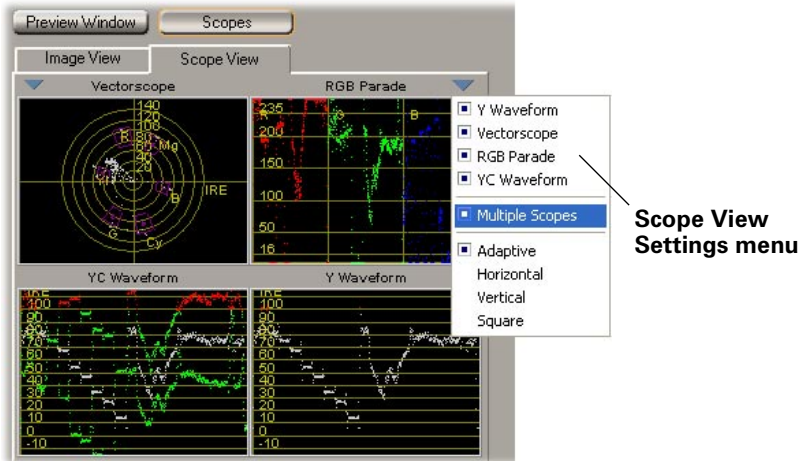 Preview Window Scopes
Image View Scope View
Vectorscope RGB Parade
140
120
100
80
60
40
20
R
Mg
Yl
B
G
Cy
IRE
235
200
150
100
50
16
R G B
Y Waveform
Vectorscope
RGB Parade
YC Waveform
Multiple Scopes
Adaptive
Horizontal
Vertical
Square
Scope View
Settings menu
YC Waveform Y Waveform
IRE
100
90
80
70
60
50
40
30
20
10
0
-10
IRE
100
90
80
70
60
50
40
30
20
10
0
-10